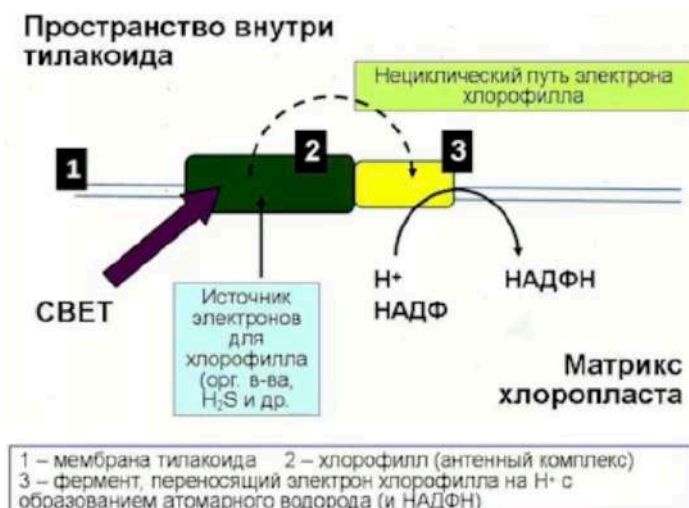 Пространство внутри
тилакоида
Нециклический путь электрона
хлорофилла
1
2
3
СВЕТ
Источник
электронов
для
хлорофилла
(орг. в-ва,
H₂S и др.
Н⁺
НАДФ
НАДФН
Матрикс
хлоропласта
1 – мембрана тилакоида 2 – хлорофилл (антенный комплекс)
3 – фермент, переносящий электрон хлорофилла на Н⁺ с
образованием атомарного водорода (и НАДФН)